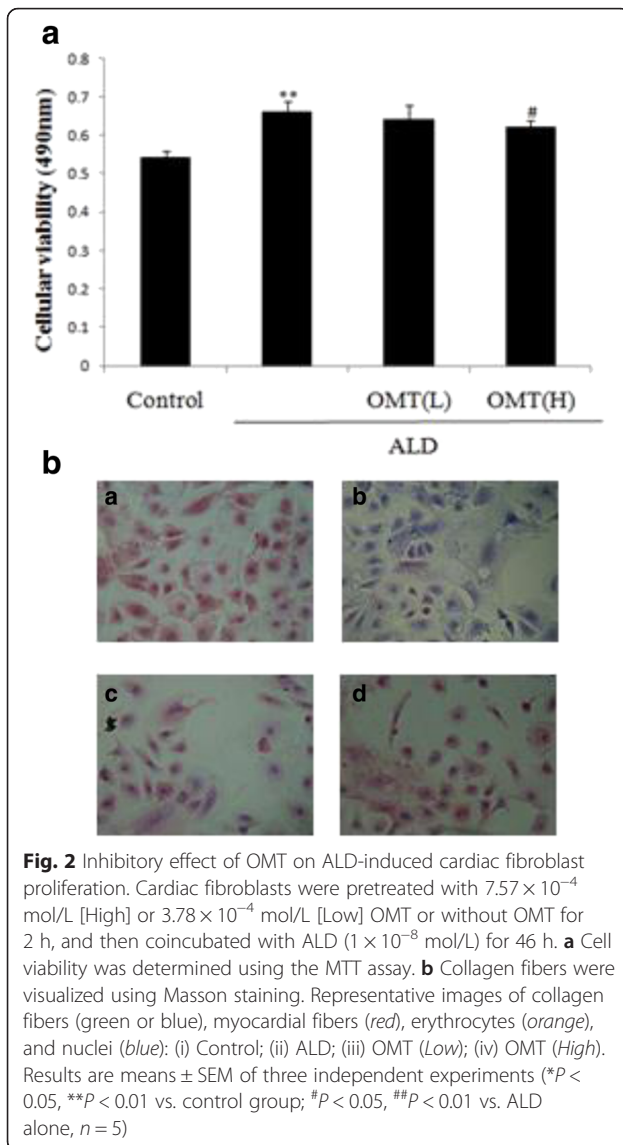 a
0.8
0.7
0.6
0.5
0.4
0.3
0.2
0.1
0
Cellular viability (490nm)
**
#
Control
OMT(L)
OMT(H)
ALD
b
a
b
c
d
Fig. 2 Inhibitory effect of OMT on ALD-induced cardiac fibroblast
proliferation. Cardiac fibroblasts were pretreated with 7.57 × 10⁻⁴
mol/L [High] or 3.78 × 10⁻⁴ mol/L [Low] OMT or without OMT for
2 h, and then coincubated with ALD (1 × 10⁻⁸ mol/L) for 46 h. a Cell
viability was determined using the MTT assay. b Collagen fibers were
visualized using Masson staining. Representative images of collagen
fibers (green or blue), myocardial fibers (red), erythrocytes (orange),
and nuclei (blue): (i) Control; (ii) ALD; (iii) OMT (Low); (iv) OMT (High).
Results are means ± SEM of three independent experiments (*P <
0.05, **P < 0.01 vs. control group; #P < 0.05, ##P < 0.01 vs. ALD
alone, n = 5)